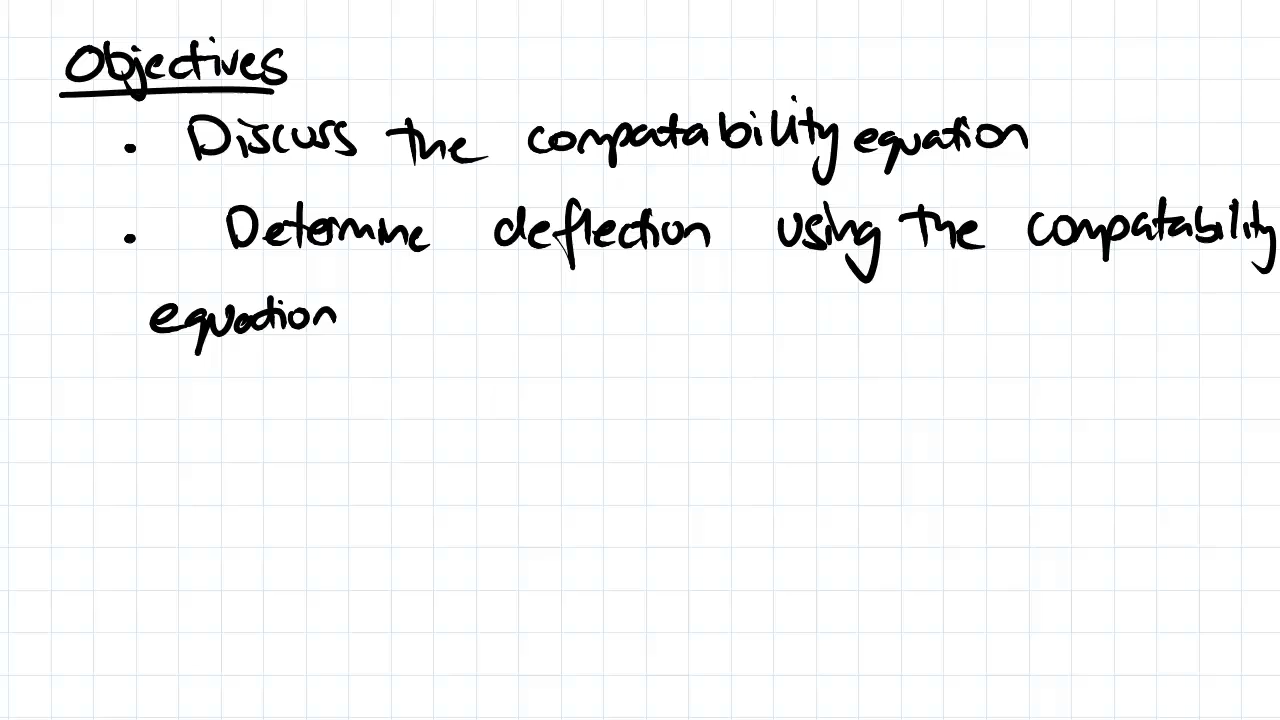 Objectives
• Discuss the compatability equation
• Determine deflection using the compatability
equation